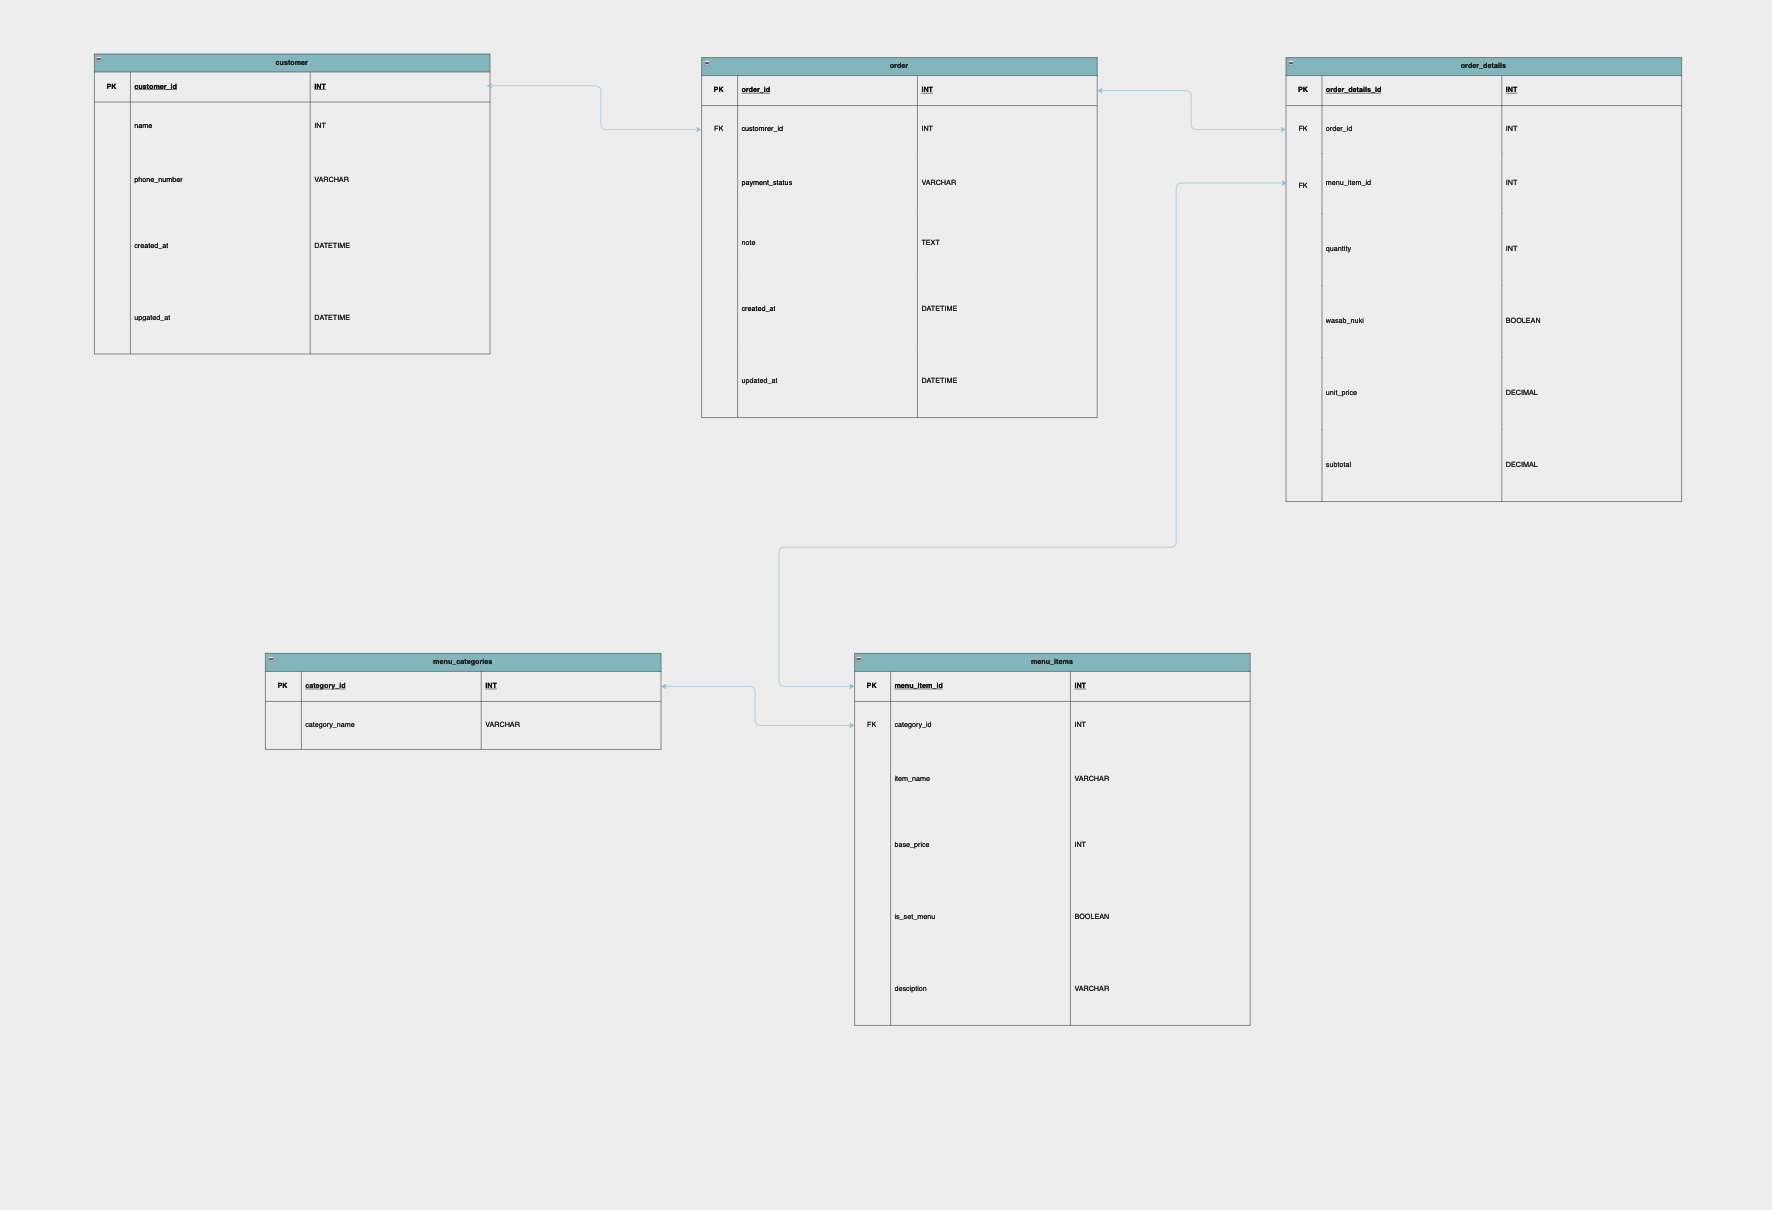 customer
PK customer_id INT
name INT
phone_number VARCHAR
created_at DATETIME
upgated_at DATETIME
order
PK order_id INT
FK customrer_id INT
payment_status VARCHAR
note TEXT
created_at DATETIME
updated_at DATETIME
order_details
PK order_details_id INT
FK order_id INT
FK menu_item_id INT
quantity INT
wasab_nuki BOOLEAN
unit_price DECIMAL
subtotal DECIMAL
menu_categories
PK category_id INT
category_name VARCHAR
menu_items
PK menu_item_id INT
FK category_id INT
item_name VARCHAR
base_price INT
is_set_menu BOOLEAN
desciption VARCHAR